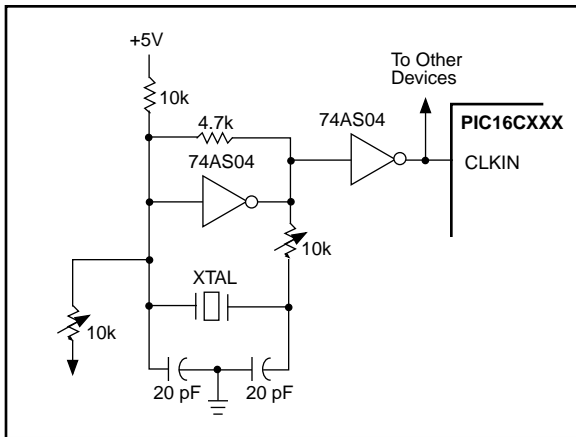 +5V
10k
4.7k
74AS04
74AS04
To Other
Devices
PIC16CXXX
CLKIN
10k
XTAL
10k
20 pF
20 pF